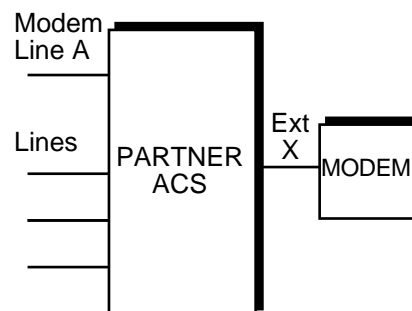 Modem
Line A
Lines
PARTNER
ACS
Ext
X
MODEM